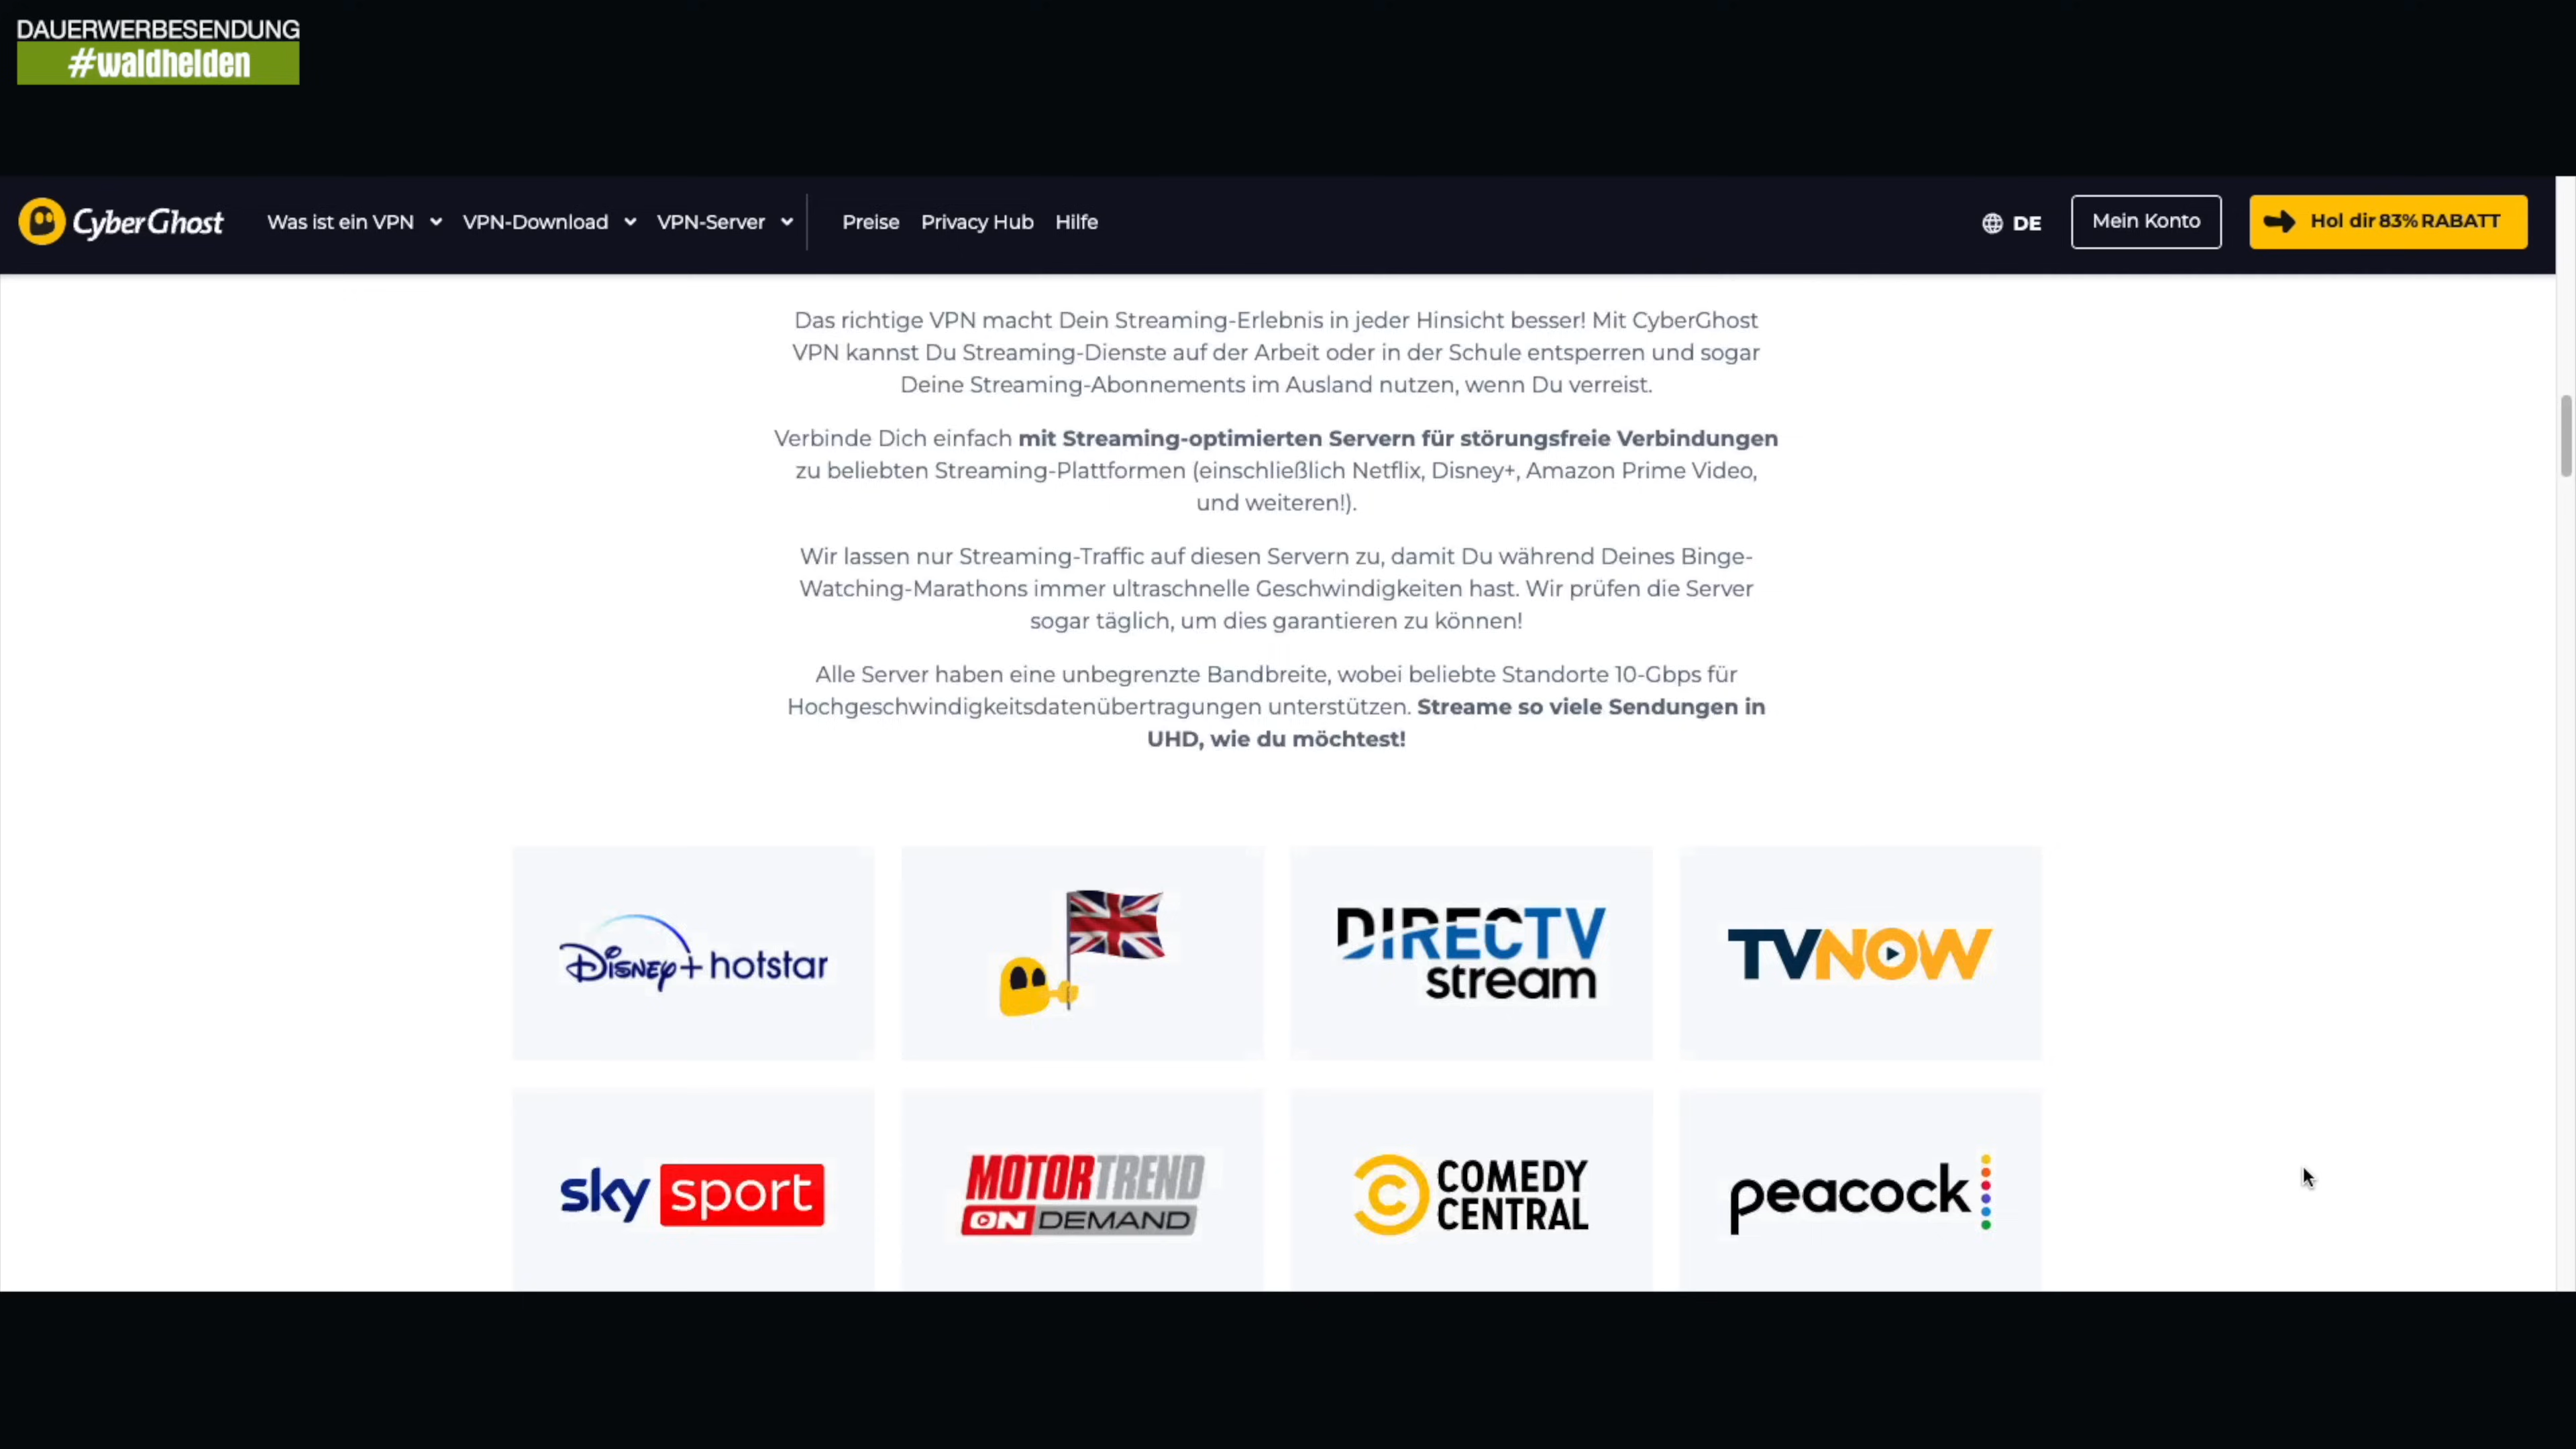 DAUERWERBESENDUNG
#waldhelden
CyberGhost Was ist ein VPN VPN-Download VPN-Server Preise Privacy Hub Hilfe DE Mein Konto Hol dir 83% RABATT
Das richtige VPN macht Dein Streaming-Erlebnis in jeder Hinsicht besser! Mit CyberGhost
VPN kannst Du Streaming-Dienste auf der Arbeit oder in der Schule entsperren und sogar
Deine Streaming-Abonnements im Ausland nutzen, wenn Du verreist.
Verbinde Dich einfach mit Streaming-optimierten Servern für störungsfreie Verbindungen
zu beliebten Streaming-Plattformen (einschließlich Netflix, Disney+, Amazon Prime Video,
und weiteren!).
Wir lassen nur Streaming-Traffic auf diesen Servern zu, damit Du während Deines Binge-
Watching-Marathons immer ultraschnelle Geschwindigkeiten hast. Wir prüfen die Server
sogar täglich, um dies garantieren zu können!
Alle Server haben eine unbegrenzte Bandbreite, wobei beliebte Standorte 10-Gbps für
Hochgeschwindigkeitsdatenübertragungen unterstützen. Streame so viele Sendungen in
UHD, wie du möchtest!
Disney+ hotstar
DIRECTV
stream
TVNOW
sky sport
MOTORTREND
ON DEMAND
COMEDY
CENTRAL
peacock